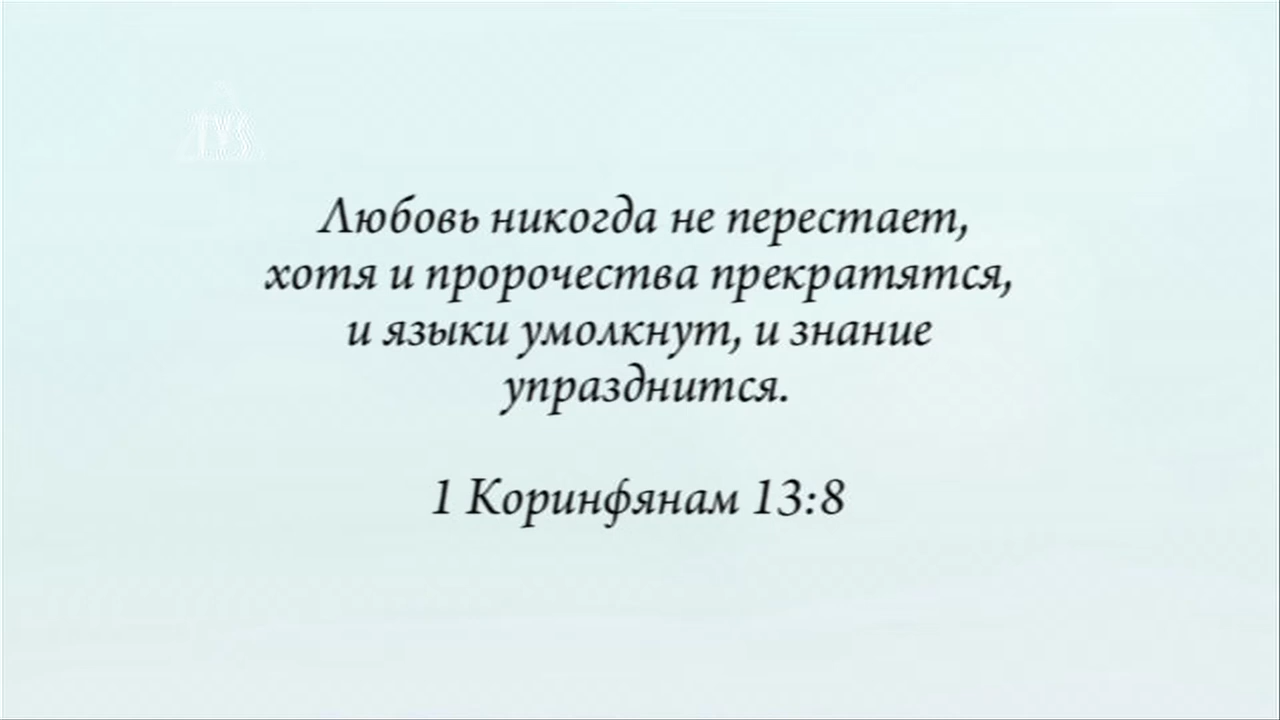 Любовь никогда не перестает,
хотя и пророчества прекратятся,
и языки умолкнут, и знание
упразднится.
1 Коринфянам 13:8